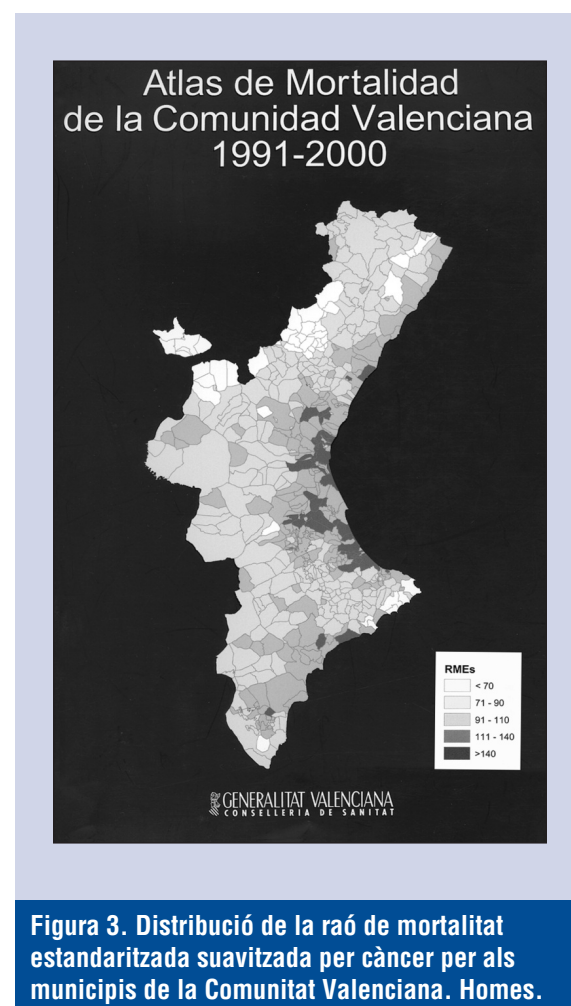 Atlas de Mortalidad
de la Comunidad Valenciana
1991-2000
RMEs
< 70
71 - 90
91 - 110
111 - 140
>140
GENERALITAT VALENCIANA
CONSELLERIA DE SANITAT
Figura 3. Distribució de la raó de mortalitat
estandaritzada suavitzada per càncer per als
municipis de la Comunitat Valenciana. Homes.